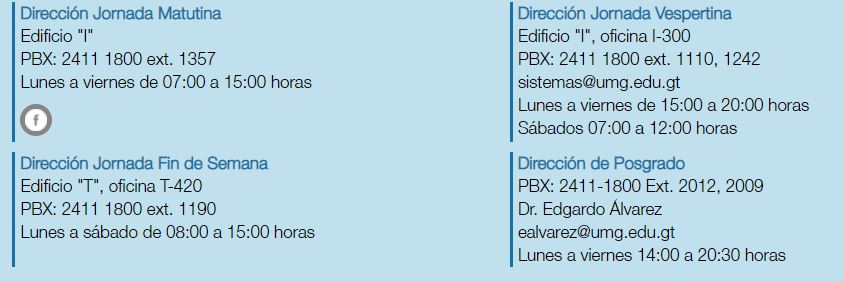 Dirección Jornada Matutina
Edificio "I"
PBX: 2411 1800 ext. 1357
Lunes a viernes de 07:00 a 15:00 horas
f
Dirección Jornada Vespertina
Edificio "I", oficina I-300
PBX: 2411 1800 ext. 1110, 1242
sistemas@umg.edu.gt
Lunes a viernes de 15:00 a 20:00 horas
Sábados 07:00 a 12:00 horas
Dirección Jornada Fin de Semana
Edificio "T", oficina T-420
PBX: 2411 1800 ext. 1190
Lunes a sábado de 08:00 a 15:00 horas
Dirección de Posgrado
PBX: 2411-1800 Ext. 2012, 2009
Dr. Edgardo Álvarez
ealvarez@umg.edu.gt
Lunes a viernes 14:00 a 20:30 horas